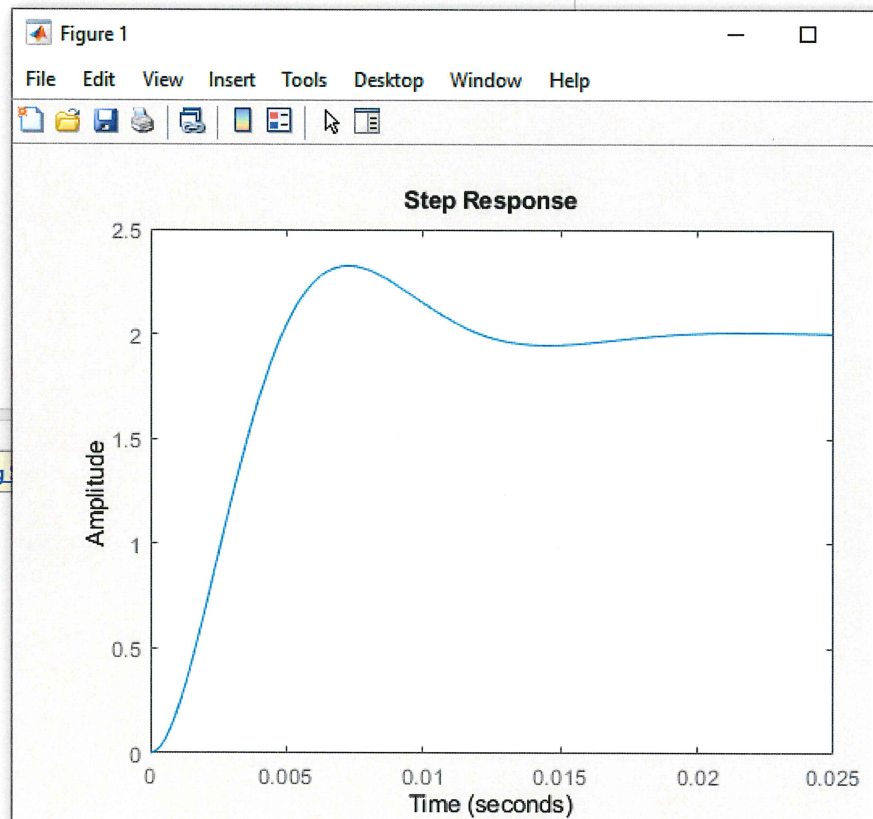 Figure 1
File Edit View Insert Tools Desktop Window Help
Step Response
2.5
2
1.5
1
0.5
0
Amplitude
0 0.005 0.01 0.015 0.02 0.025
Time (seconds)